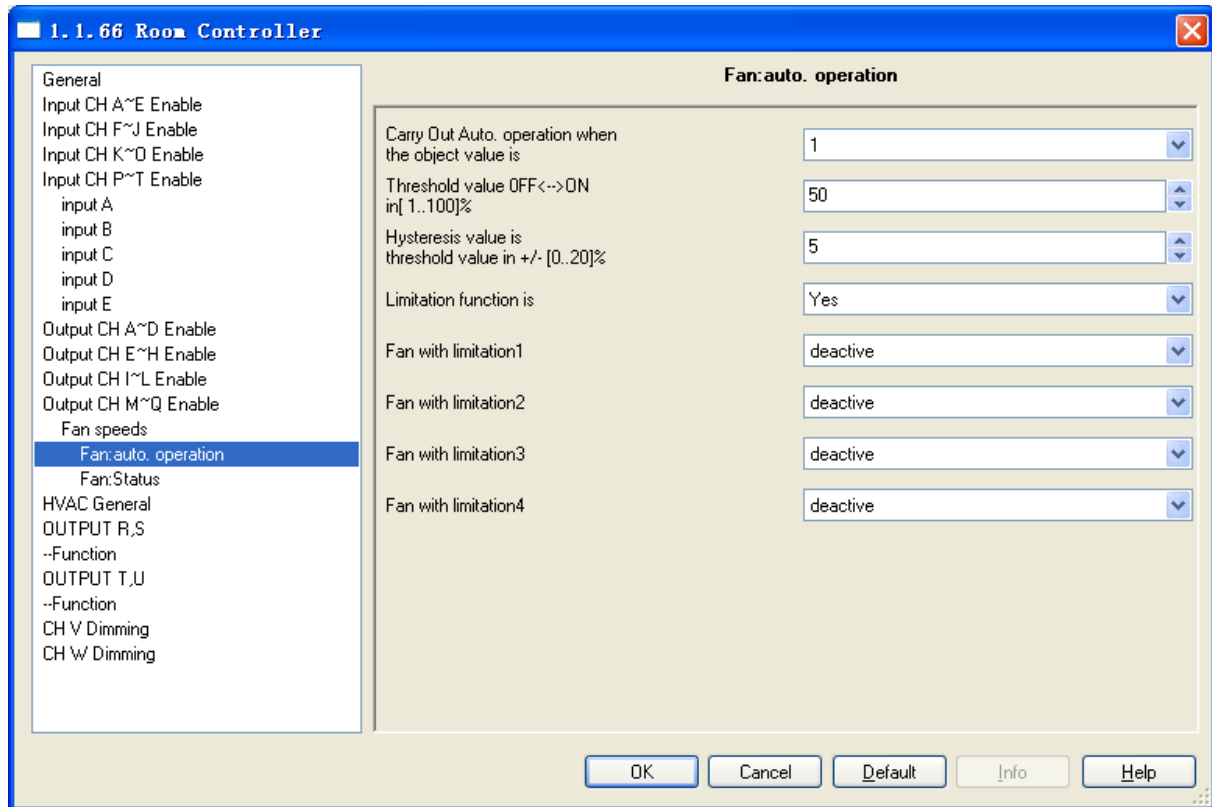 1.1.66 Room Controller
General
Input CH A~E Enable
Input CH F~J Enable
Input CH K~O Enable
Input CH P~T Enable
input A
input B
input C
input D
input E
Output CH A~D Enable
Output CH E~H Enable
Output CH I~L Enable
Output CH M~Q Enable
Fan speeds
Fan:auto. operation
Fan:Status
HVAC General
OUTPUT R,S
--Function
OUTPUT T,U
--Function
CH V Dimming
CH W Dimming
Fan:auto. operation
Carry Out Auto. operation when
the object value is
1
Threshold value 0FF<-->ON
in[ 1..100]%
50
Hysteresis value is
threshold value in +/- [0..20]%
5
Limitation function is
Yes
Fan with limitation1
deactive
Fan with limitation2
deactive
Fan with limitation3
deactive
Fan with limitation4
deactive
OK
Cancel
Default
Info
Help